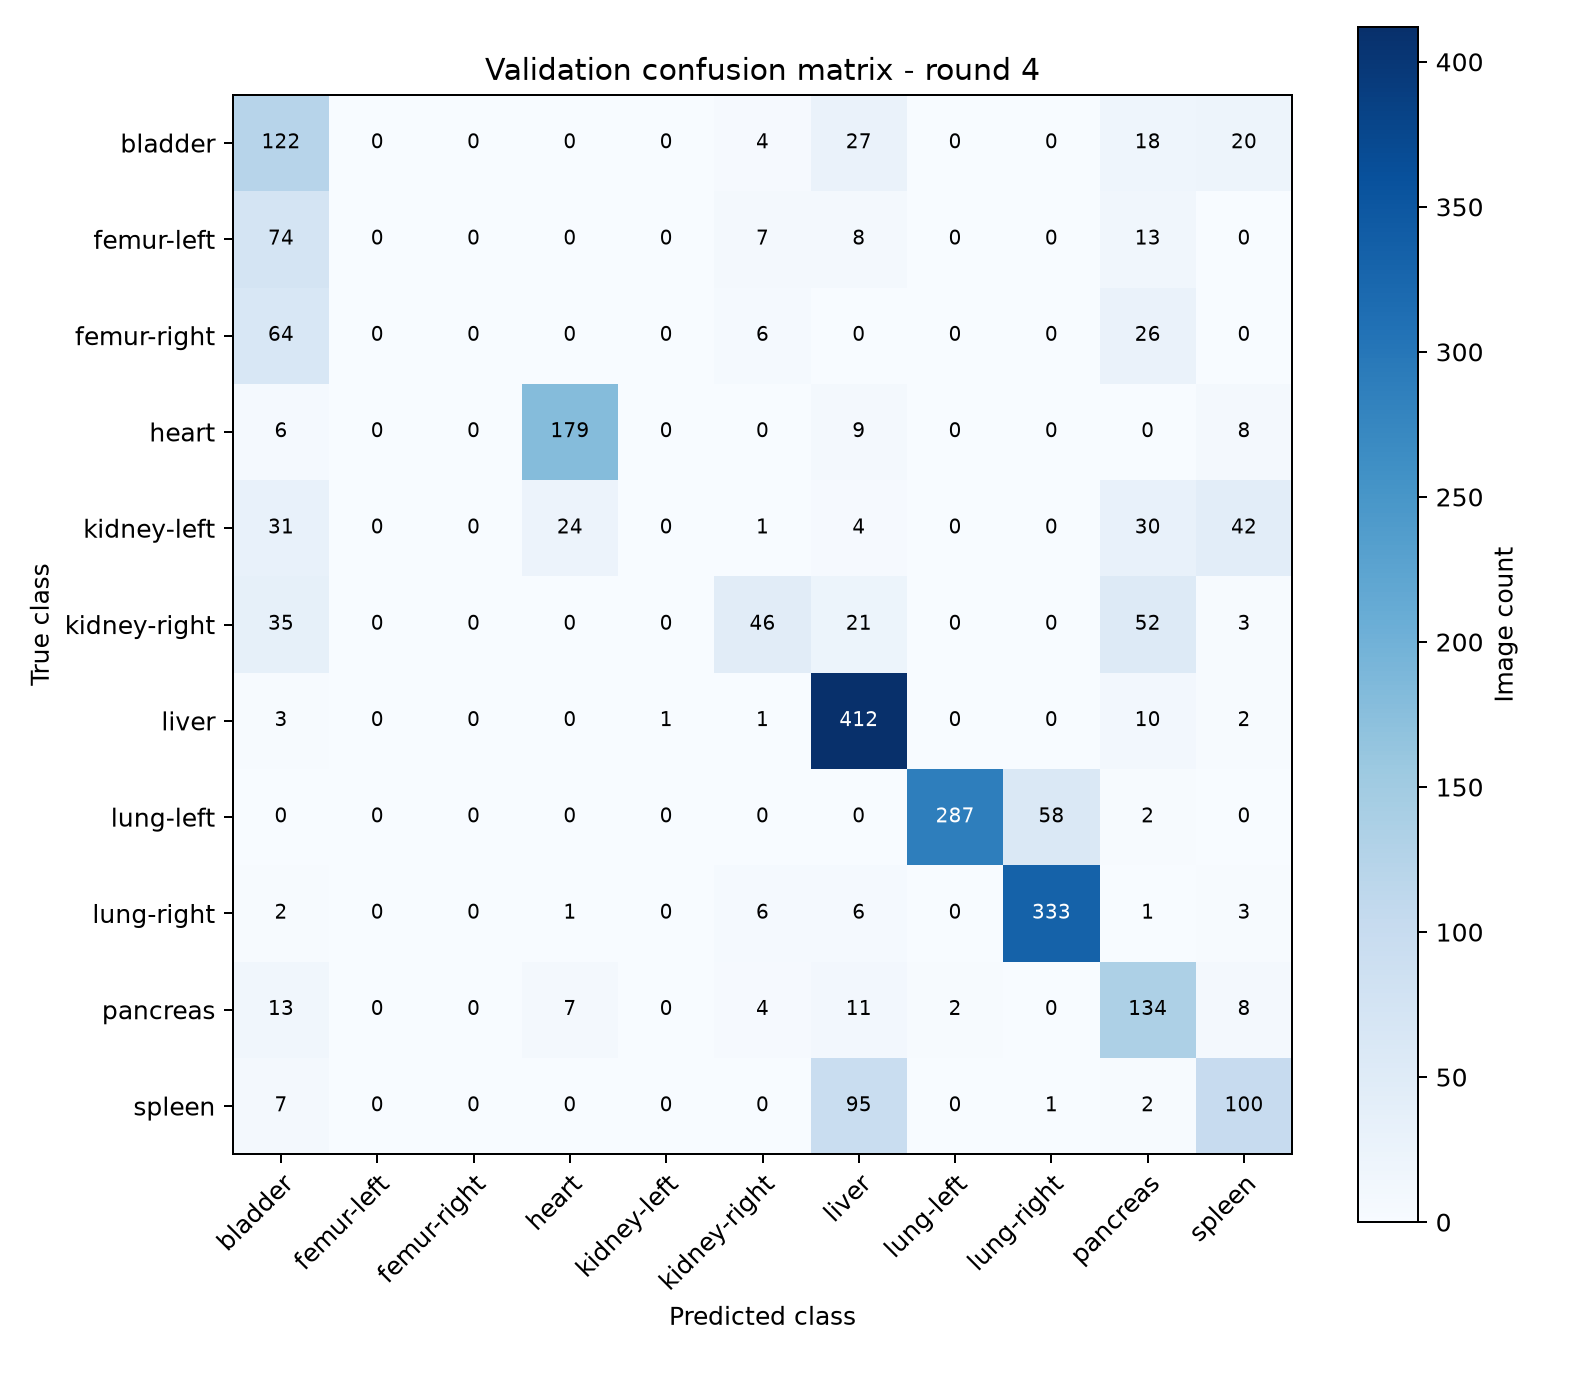 Validation confusion matrix - round 4
bladder 122 0 0 0 0 4 27 0 0 18 20
femur-left 74 0 0 0 0 7 8 0 0 13 0
femur-right 64 0 0 0 0 6 0 0 0 26 0
heart 6 0 0 179 0 0 9 0 0 0 8
kidney-left 31 0 0 24 0 1 4 0 0 30 42
kidney-right 35 0 0 0 0 46 21 0 0 52 3
liver 3 0 0 0 1 1 412 0 0 10 2
lung-left 0 0 0 0 0 0 0 287 58 2 0
lung-right 2 0 0 1 0 6 6 0 333 1 3
pancreas 13 0 0 7 0 4 11 2 0 134 8
spleen 7 0 0 0 0 0 95 0 1 2 100
bladder femur-left femur-right heart kidney-left kidney-right liver lung-left lung-right pancreas spleen
Predicted class
True class
400
350
300
250
200
150
100
50
0
Image count